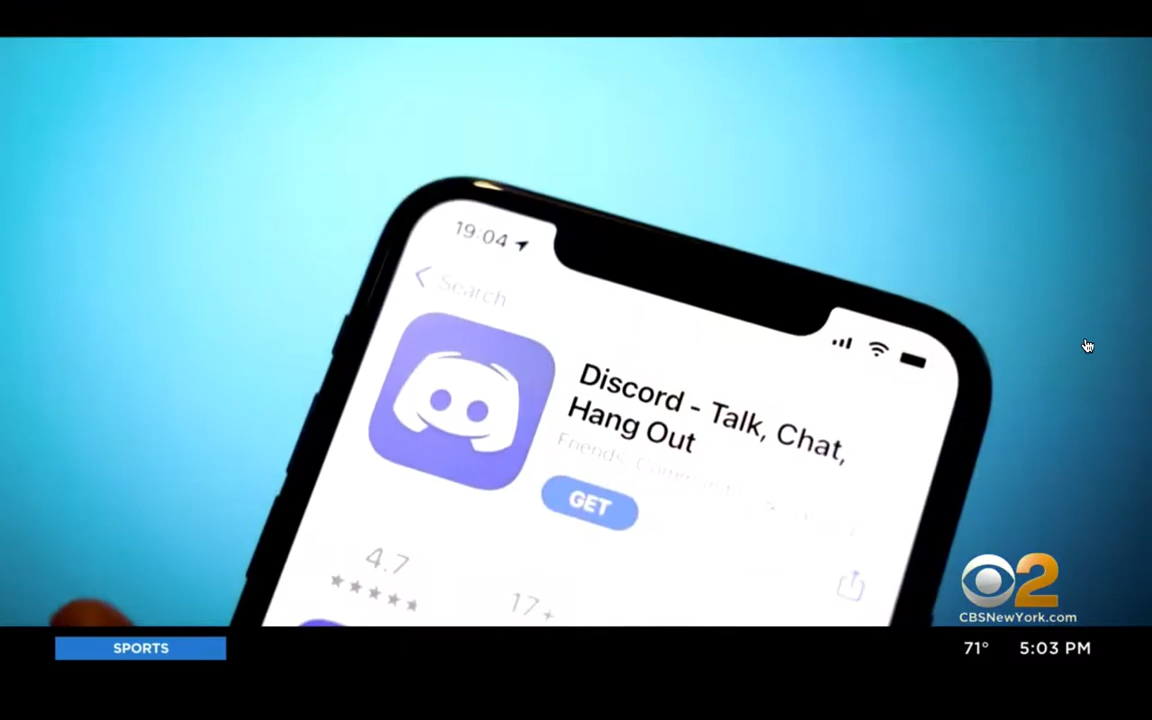 19:04
Search
Discord - Talk, Chat,
Hang Out
Friends,
GET
4.7
17+
2
CBSNewYork.com
SPORTS
71° 5:03 PM